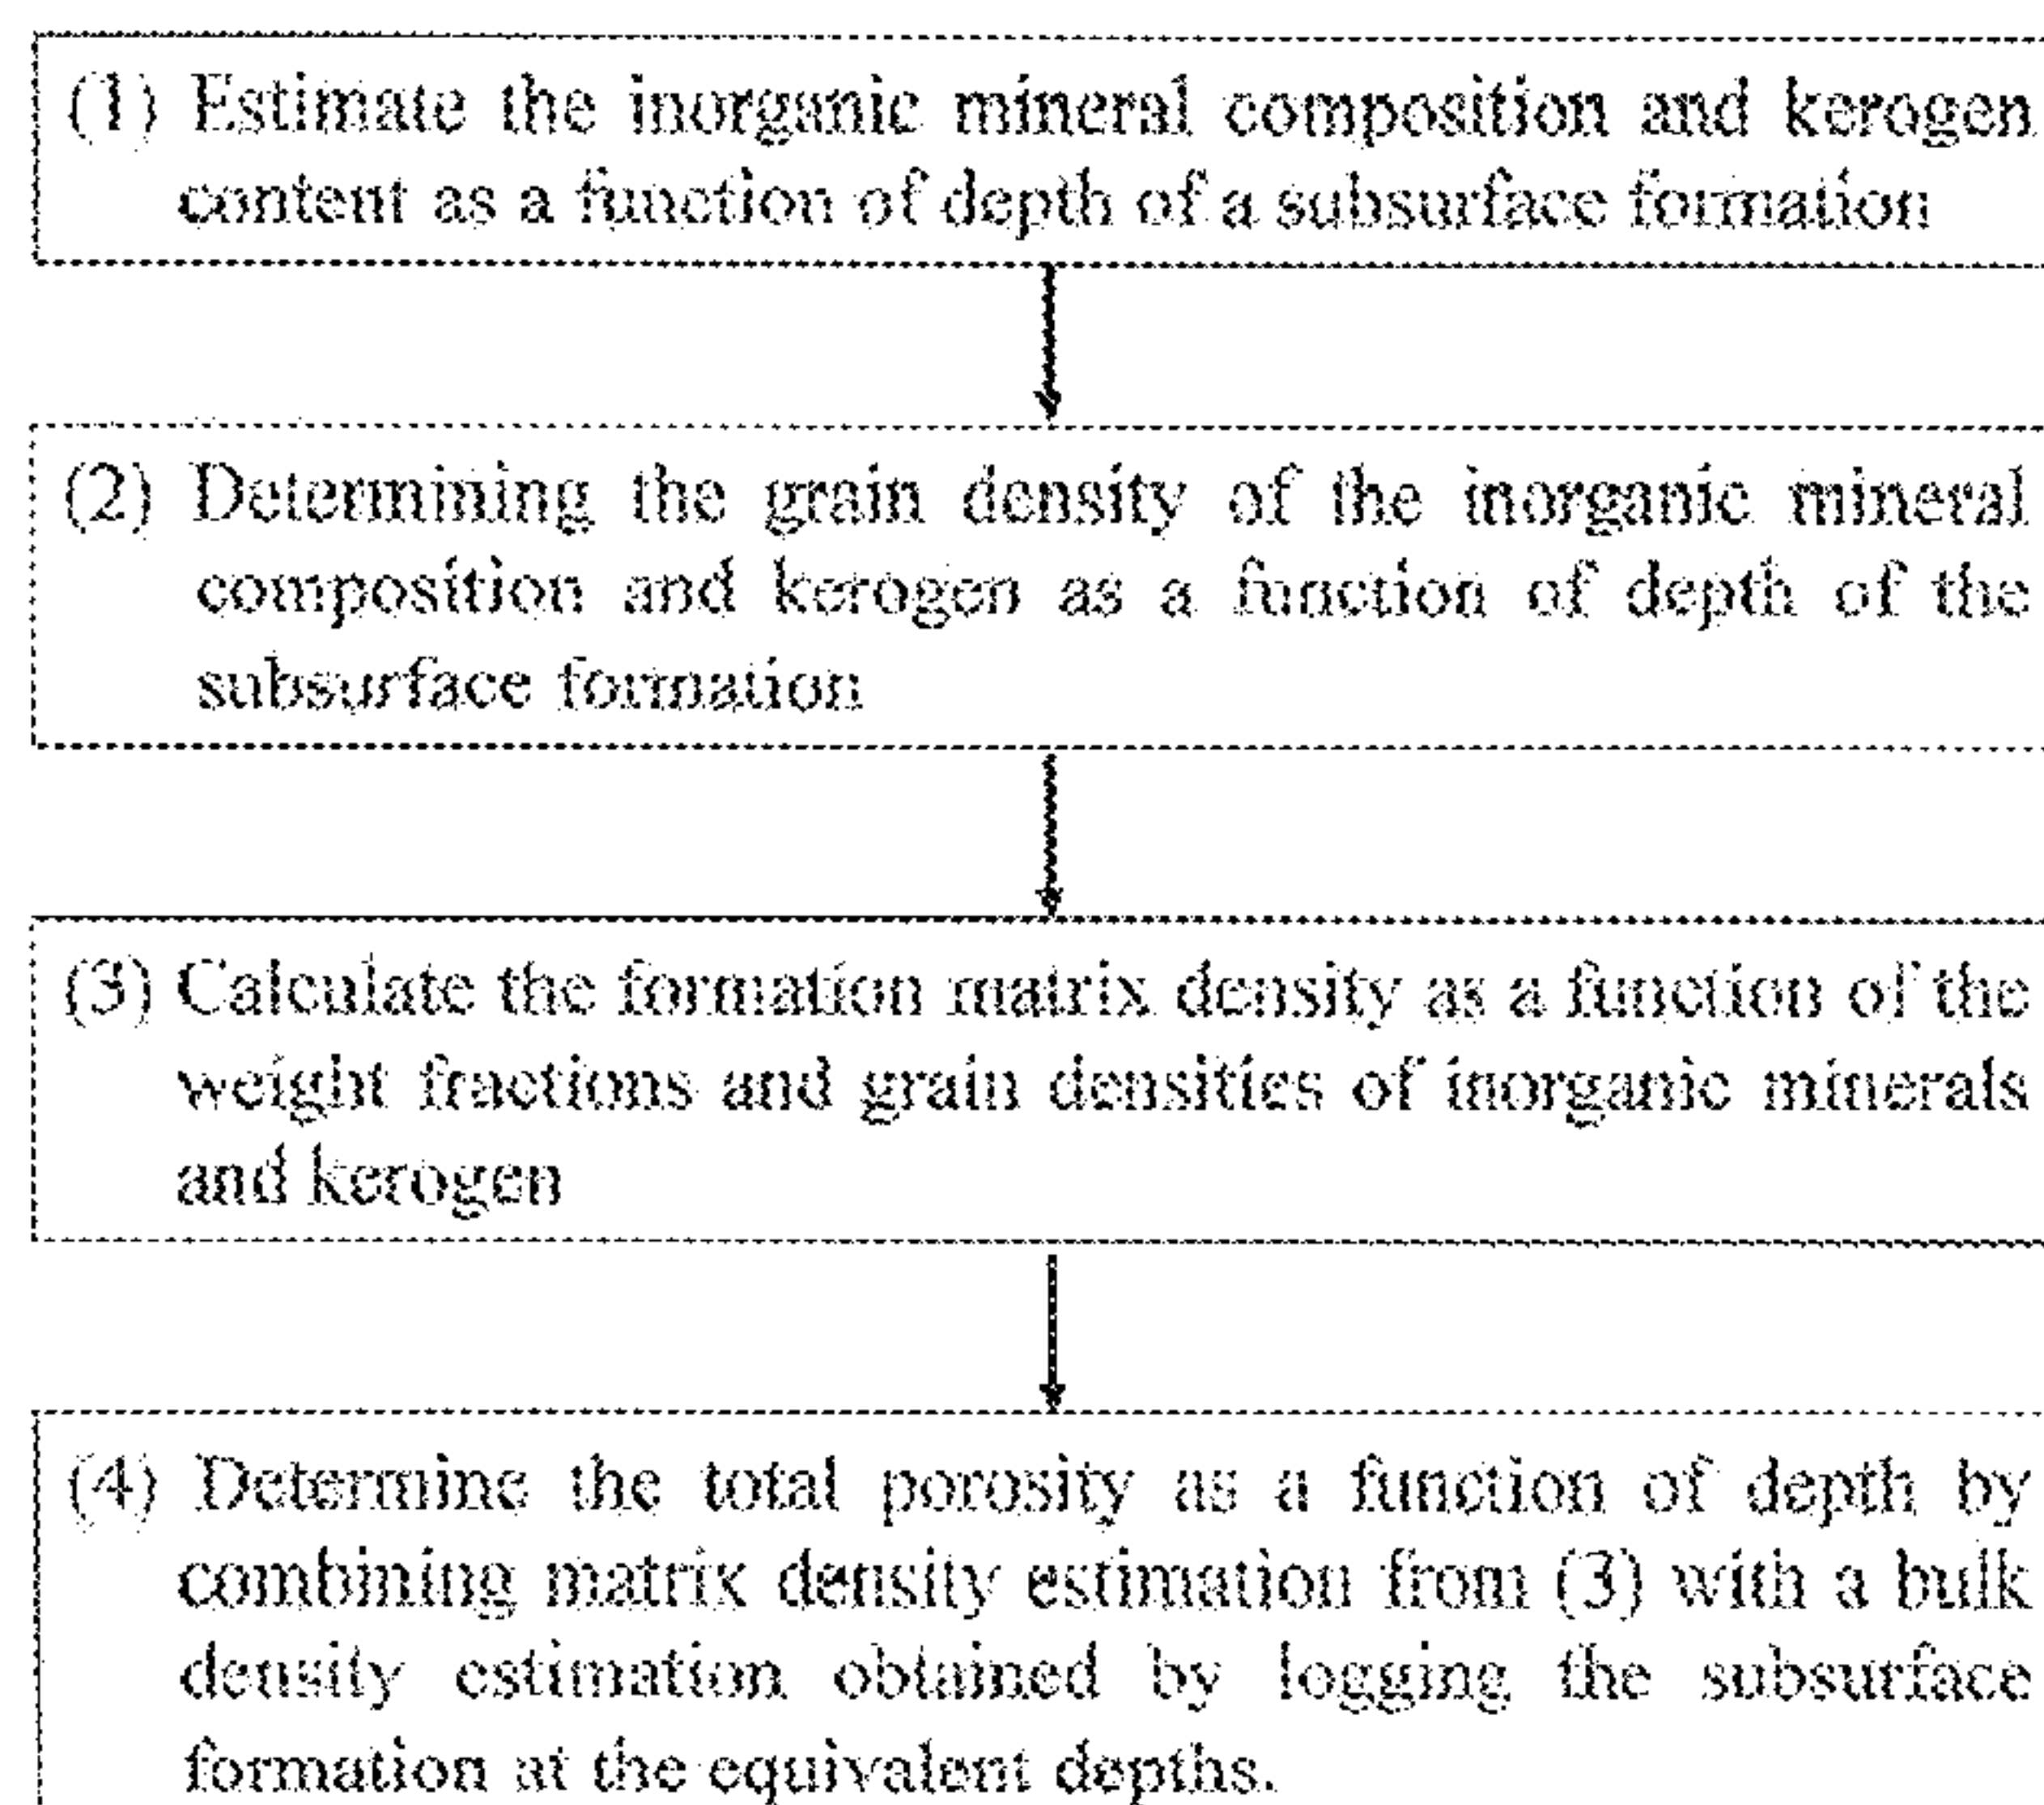 (1) Estimate the inorganic mineral composition and kerogen
content as a function of depth of a subsurface formation
(2) Determining the grain density of the inorganic mineral
composition and kerogen as a function of depth of the
subsurface formation
(3) Calculate the formation matrix density as a function of the
weight fractions and grain densities of inorganic minerals
and kerogen
(4) Determine the total porosity as a function of depth by
combining matrix density estimation from (3) with a bulk
density estimation obtained by logging the subsurface
formation at the equivalent depths.